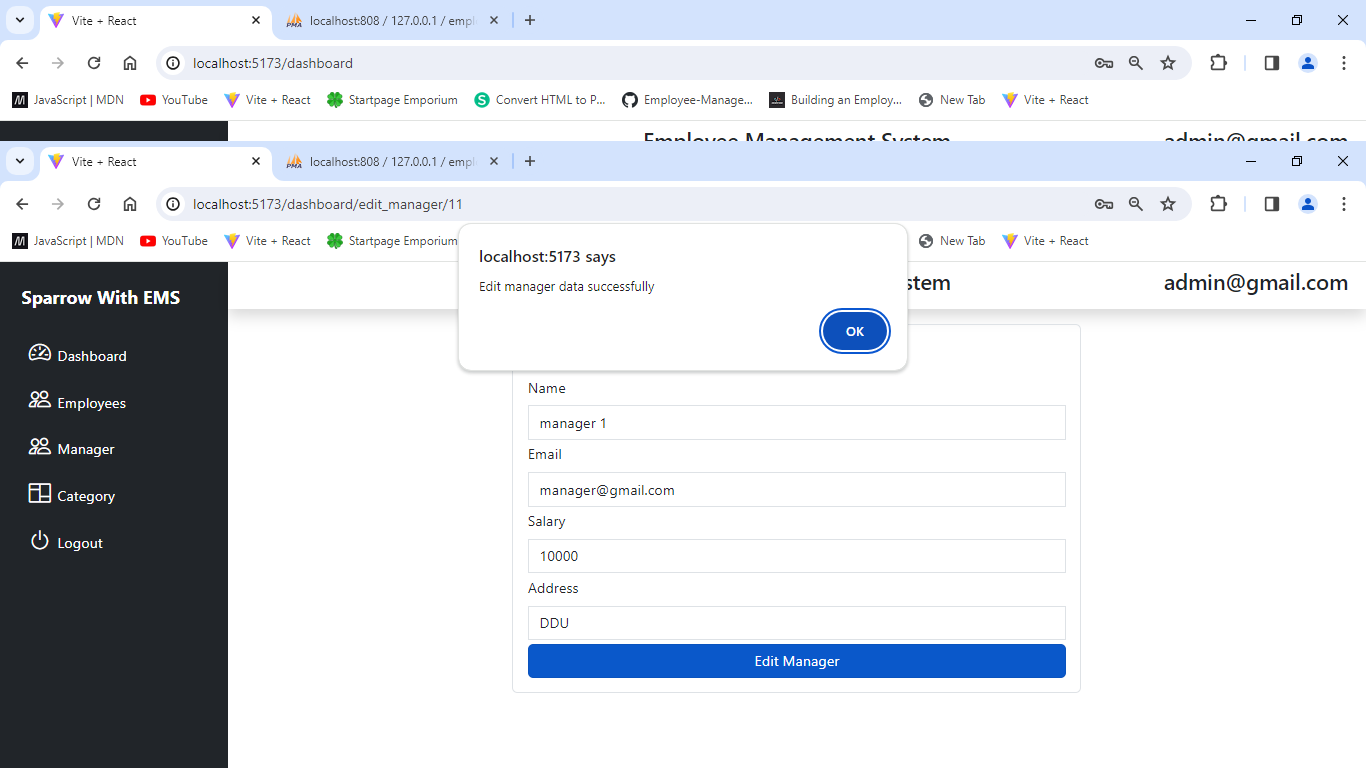 Vite + React
localhost:808 / 127.0.0.1 / empl
localhost:5173/dashboard
JavaScript | MDN
YouTube
Vite + React
Startpage Emporium
Convert HTML to P...
Employee-Manage...
Building an Employ...
New Tab
Vite + React
Employee Management System
admin@gmail.com
Vite + React
localhost:808 / 127.0.0.1 / empl
localhost:5173/dashboard/edit_manager/11
JavaScript | MDN
YouTube
Vite + React
Startpage Emporium
New Tab
Vite + React
localhost:5173 says
Edit manager data successfully
OK
stem
admin@gmail.com
Sparrow With EMS
Dashboard
Employees
Manager
Category
Logout
Name
manager 1
Email
manager@gmail.com
Salary
10000
Address
DDU
Edit Manager